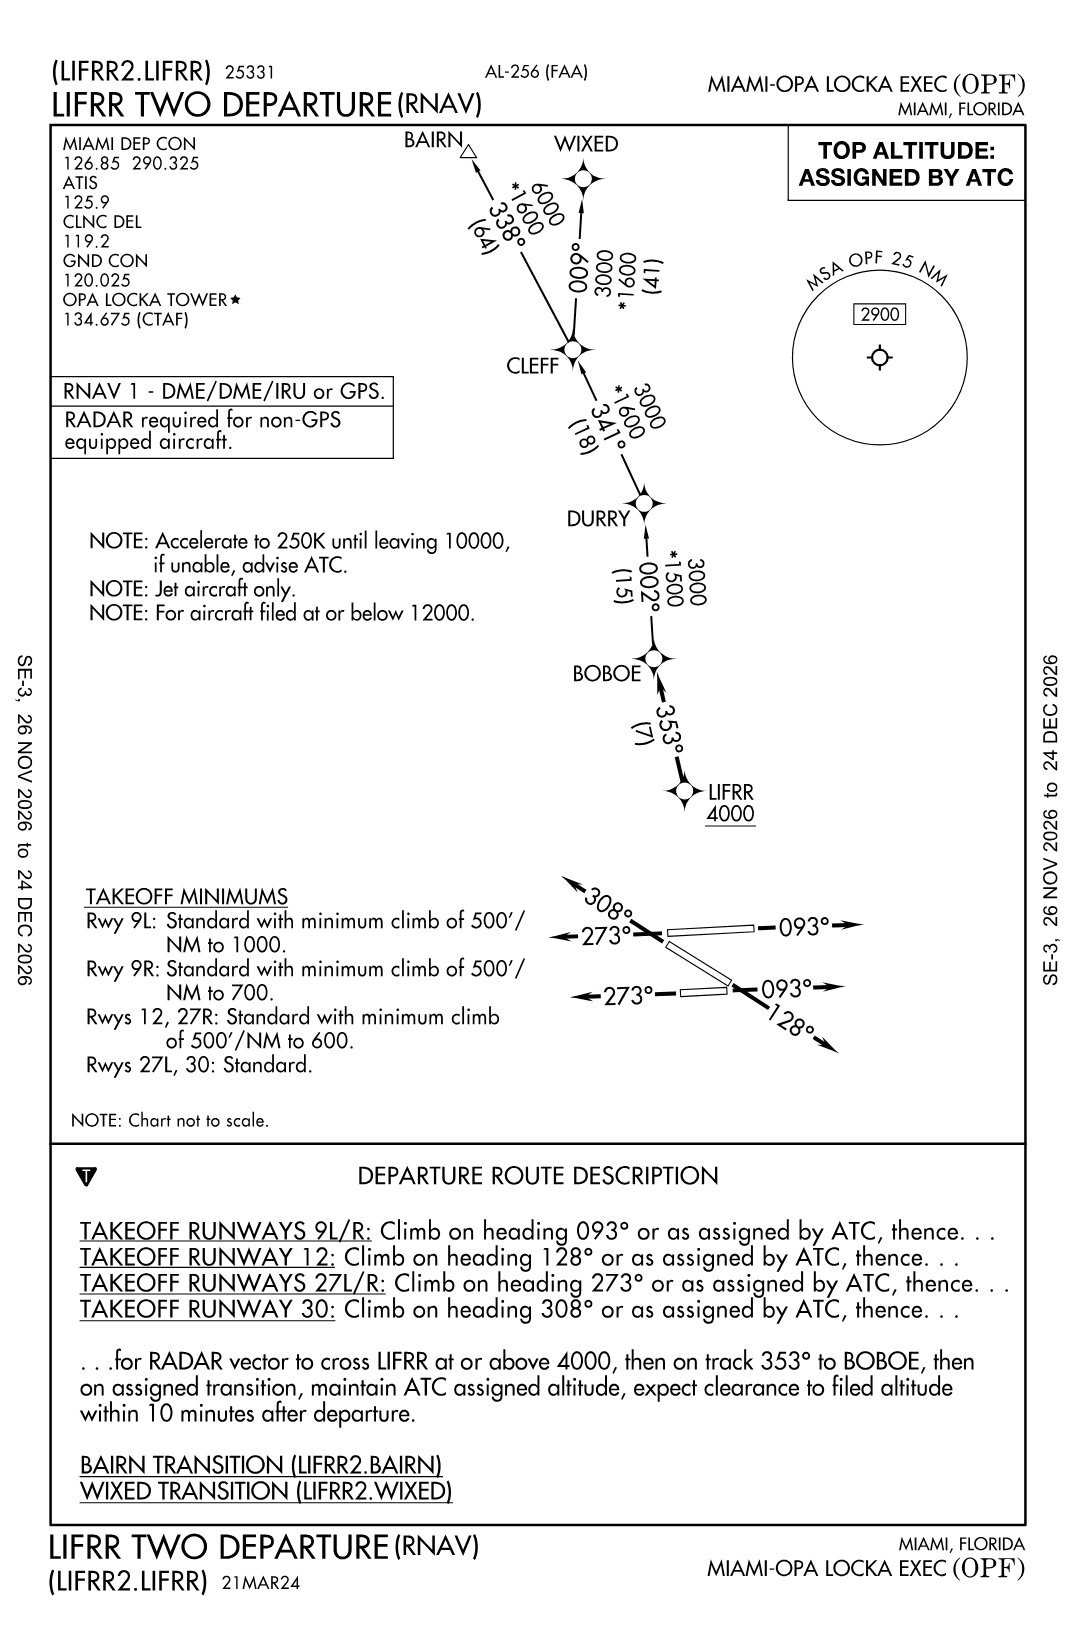 (LIFRR2.LIFRR) 25331
AL-256 (FAA)
MIAMI-OPA LOCKA EXEC (OPF)
LIFRR TWO DEPARTURE (RNAV)
MIAMI, FLORIDA
MIAMI DEP CON
126.85 290.325
ATIS
125.9
CLNC DEL
119.2
GND CON
120.025
OPA LOCKA TOWER★
134.675 (CTAF)
TOP ALTITUDE:
ASSIGNED BY ATC
MSA OPF 25 NM
2900
RNAV 1 - DME/DME/IRU or GPS.
RADAR required for non-GPS
equipped aircraft.
BAIRN
WIXED
6000
*1600
338°
(64)
009°
3000
*1600
(41)
CLEFF
3000
*1600
341°
(18)
DURRY
3000
*1500
002°
(15)
BOBOE
353°
(7)
LIFRR
4000
NOTE: Accelerate to 250K until leaving 10000,
if unable, advise ATC.
NOTE: Jet aircraft only.
NOTE: For aircraft filed at or below 12000.
TAKEOFF MINIMUMS
Rwy 9L: Standard with minimum climb of 500’/
NM to 1000.
Rwy 9R: Standard with minimum climb of 500’/
NM to 700.
Rwys 12, 27R: Standard with minimum climb
of 500’/NM to 600.
Rwys 27L, 30: Standard.
308°
273°
093°
273°
093°
128°
NOTE: Chart not to scale.
T
DEPARTURE ROUTE DESCRIPTION
TAKEOFF RUNWAYS 9L/R: Climb on heading 093° or as assigned by ATC, thence. . .
TAKEOFF RUNWAY 12: Climb on heading 128° or as assigned by ATC, thence. . .
TAKEOFF RUNWAYS 27L/R: Climb on heading 273° or as assigned by ATC, thence. . .
TAKEOFF RUNWAY 30: Climb on heading 308° or as assigned by ATC, thence. . .
. . .for RADAR vector to cross LIFRR at or above 4000, then on track 353° to BOBOE, then
on assigned transition, maintain ATC assigned altitude, expect clearance to filed altitude
within 10 minutes after departure.
BAIRN TRANSITION (LIFRR2.BAIRN)
WIXED TRANSITION (LIFRR2.WIXED)
LIFRR TWO DEPARTURE (RNAV)
(LIFRR2.LIFRR) 21MAR24
MIAMI, FLORIDA
MIAMI-OPA LOCKA EXEC (OPF)
SE-3, 26 NOV 2026 to 24 DEC 2026
SE-3, 26 NOV 2026 to 24 DEC 2026